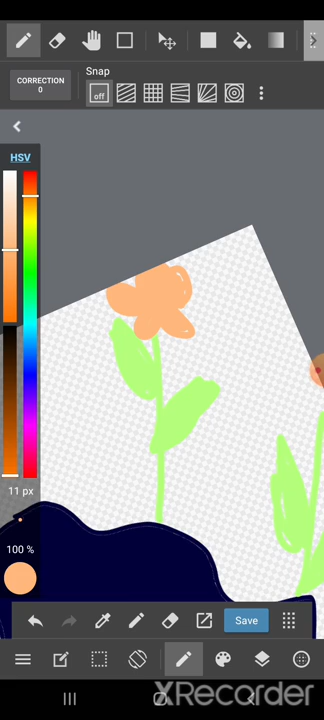 CORRECTION
0
Snap
off
HSV
11 px
100 %
Save
XRecorder